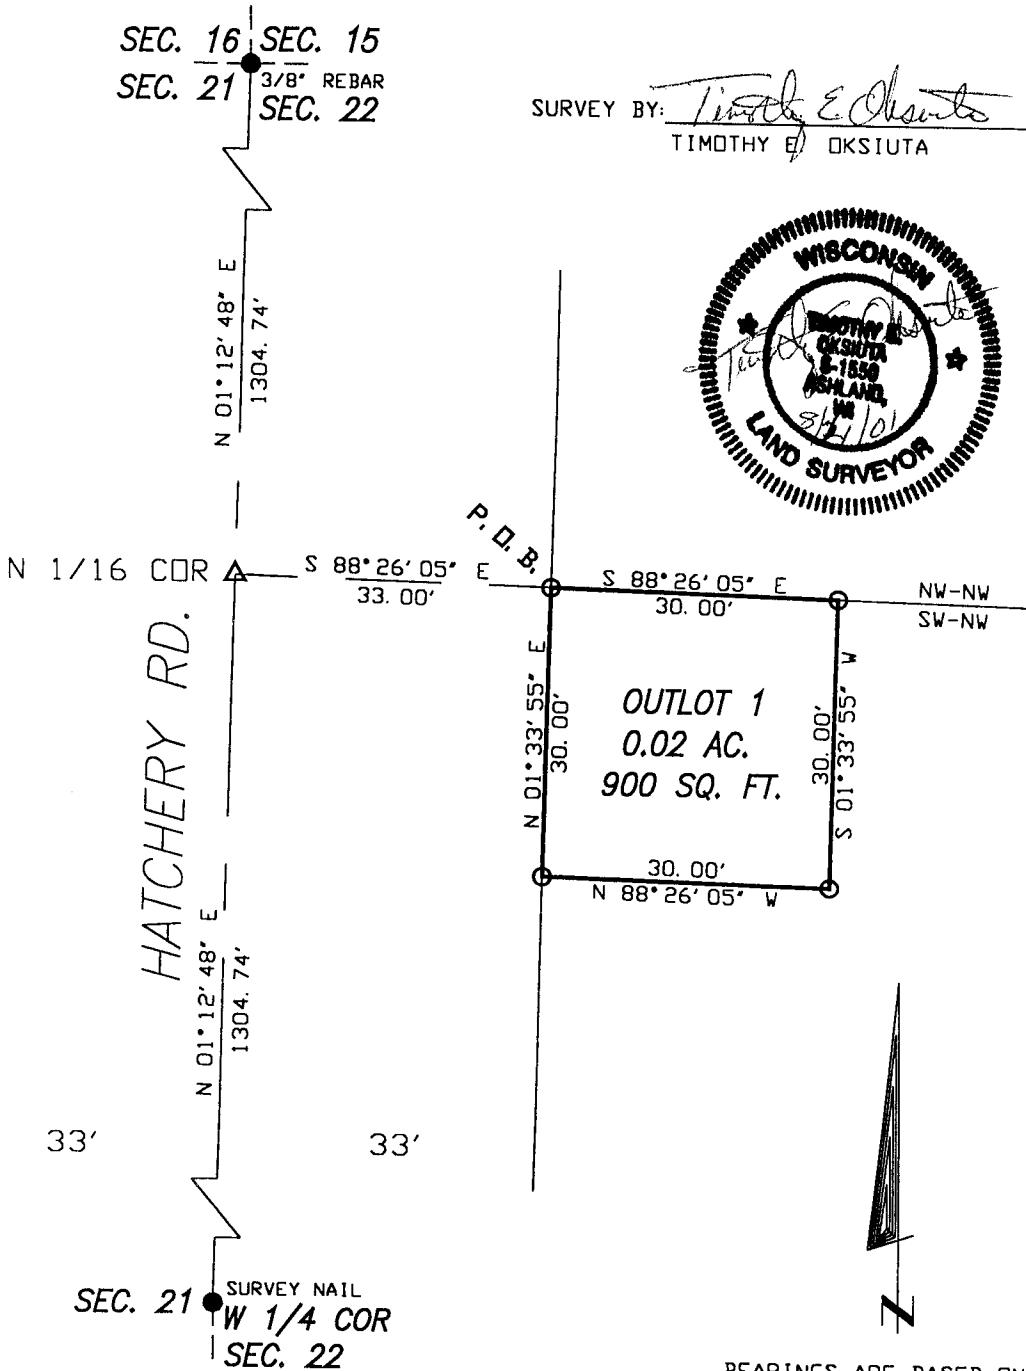 SEC. 16 SEC. 15
SEC. 21 3/8" REBAR
SEC. 22
SURVEY BY: Timothy E. Oksiuta
TIMOTHY E. OKSIUTA
WISCONSIN
TIMOTHY E.
OKSIUTA
S-1550
ASHLAND,
WI
LAND SURVEYOR
N 01° 12' 48" E
1304.74'
P.O.B.
N 1/16 COR
S 88° 26' 05" E
33.00'
S 88° 26' 05" E
30.00'
NW-NW
SW-NW
HATCHERY RD.
N 01° 33' 55" E
30.00'
OUTLOT 1
0.02 AC.
900 SQ. FT.
30.00'
S 01° 33' 55" W
30.00'
N 88° 26' 05" W
N 01° 12' 48" E
1304.74'
33'
33'
SEC. 21 SURVEY NAIL
W 1/4 COR
SEC. 22
N